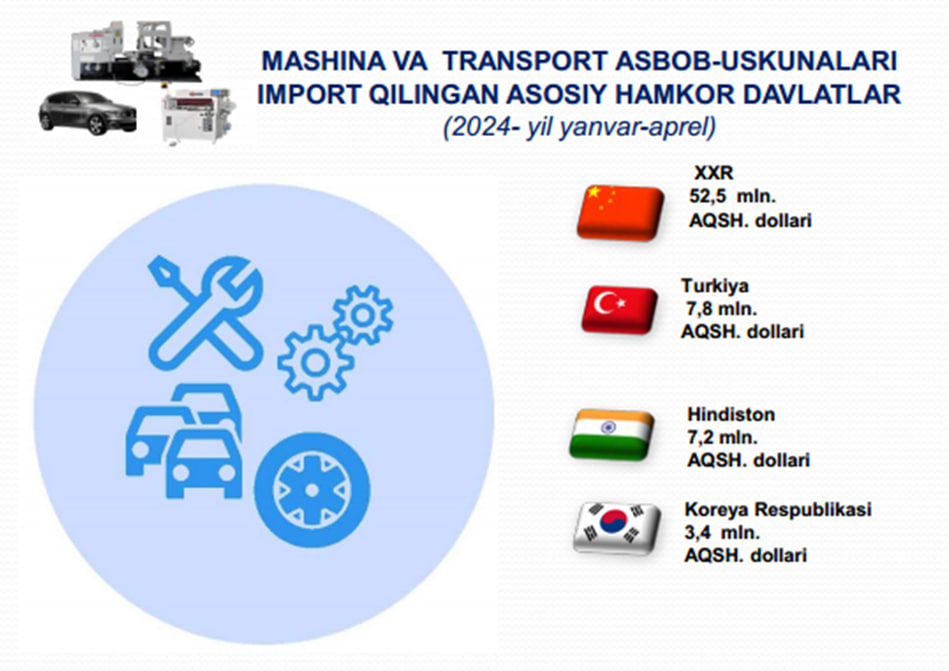 MASHINA VA TRANSPORT ASBOB-USKUNALARI
IMPORT QILINGAN ASOSIY HAMKOR DAVLATLAR
(2024- yil yanvar-aprel)
XXR
52,5 mln.
AQSH. dollari
Turkiya
7,8 mln.
AQSH. dollari
Hindiston
7,2 mln.
AQSH. dollari
Koreya Respublikasi
3,4 mln.
AQSH. dollari